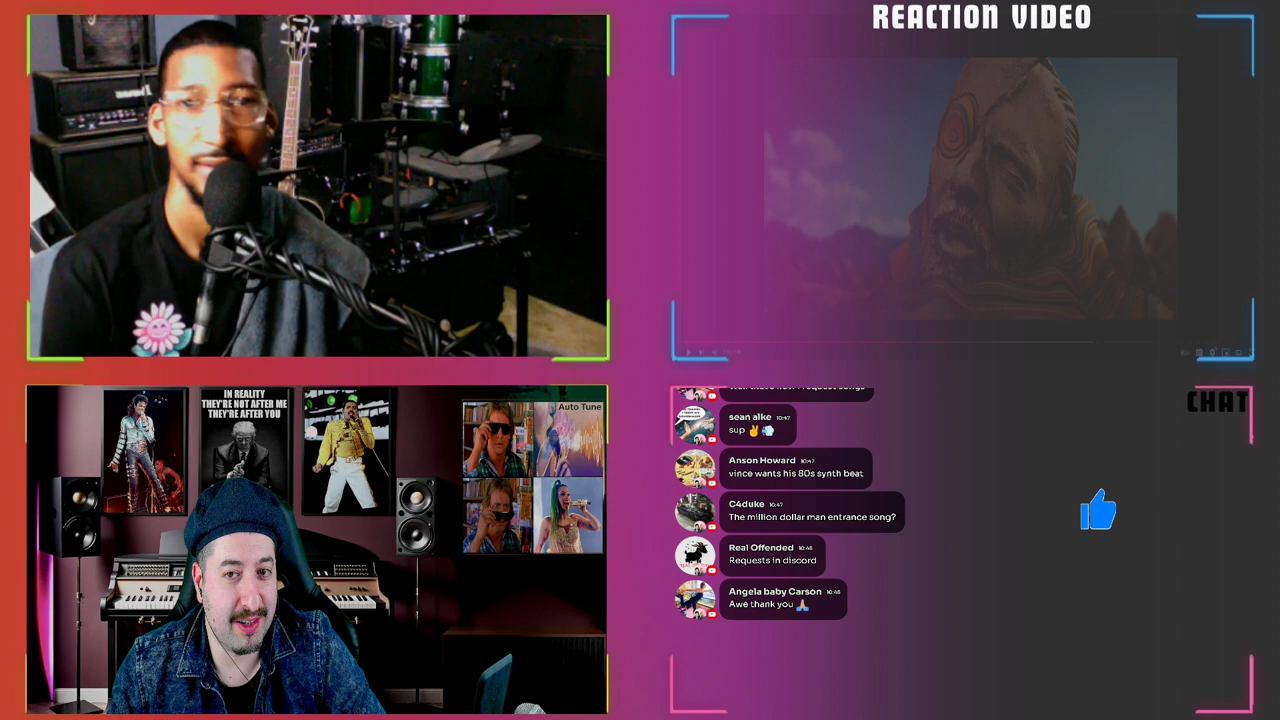 REACTION VIDEO
IN REALITY
THEY'RE NOT AFTER ME
THEY'RE AFTER YOU
Auto Tune
CHAT
sean alke 10:47
sup ✌️💨
Anson Howard 10:47
vince wants his 80s synth beat
C4duke 10:47
The million dollar man entrance song?
Real Offended 10:48
Requests in discord
Angela baby Carson 10:48
Awe thank you 🙏